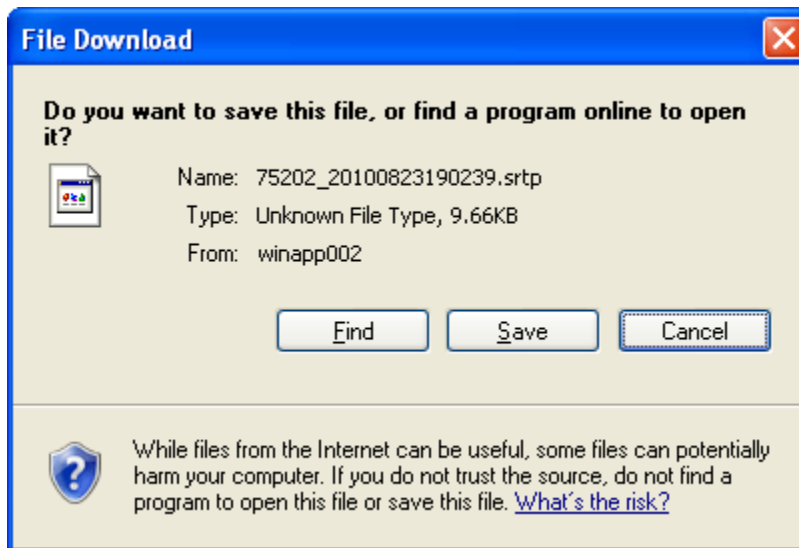 File Download
Do you want to save this file, or find a program online to open
it?
Name: 75202_20100823190239.srtp
Type: Unknown File Type, 9.66KB
From: winapp002
Find Save Cancel
While files from the Internet can be useful, some files can potentially
harm your computer. If you do not trust the source, do not find a
program to open this file or save this file. What's the risk?